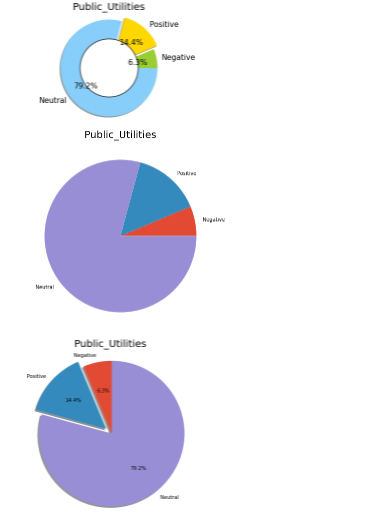 Public_Utilities
Positive
14.4%
Negative
6.3%
79.2%
Neutral
Public_Utilities
Positive
Negative
Neutral
Public_Utilities
Negative
Positive
6.3%
14.4%
79.2%
Neutral